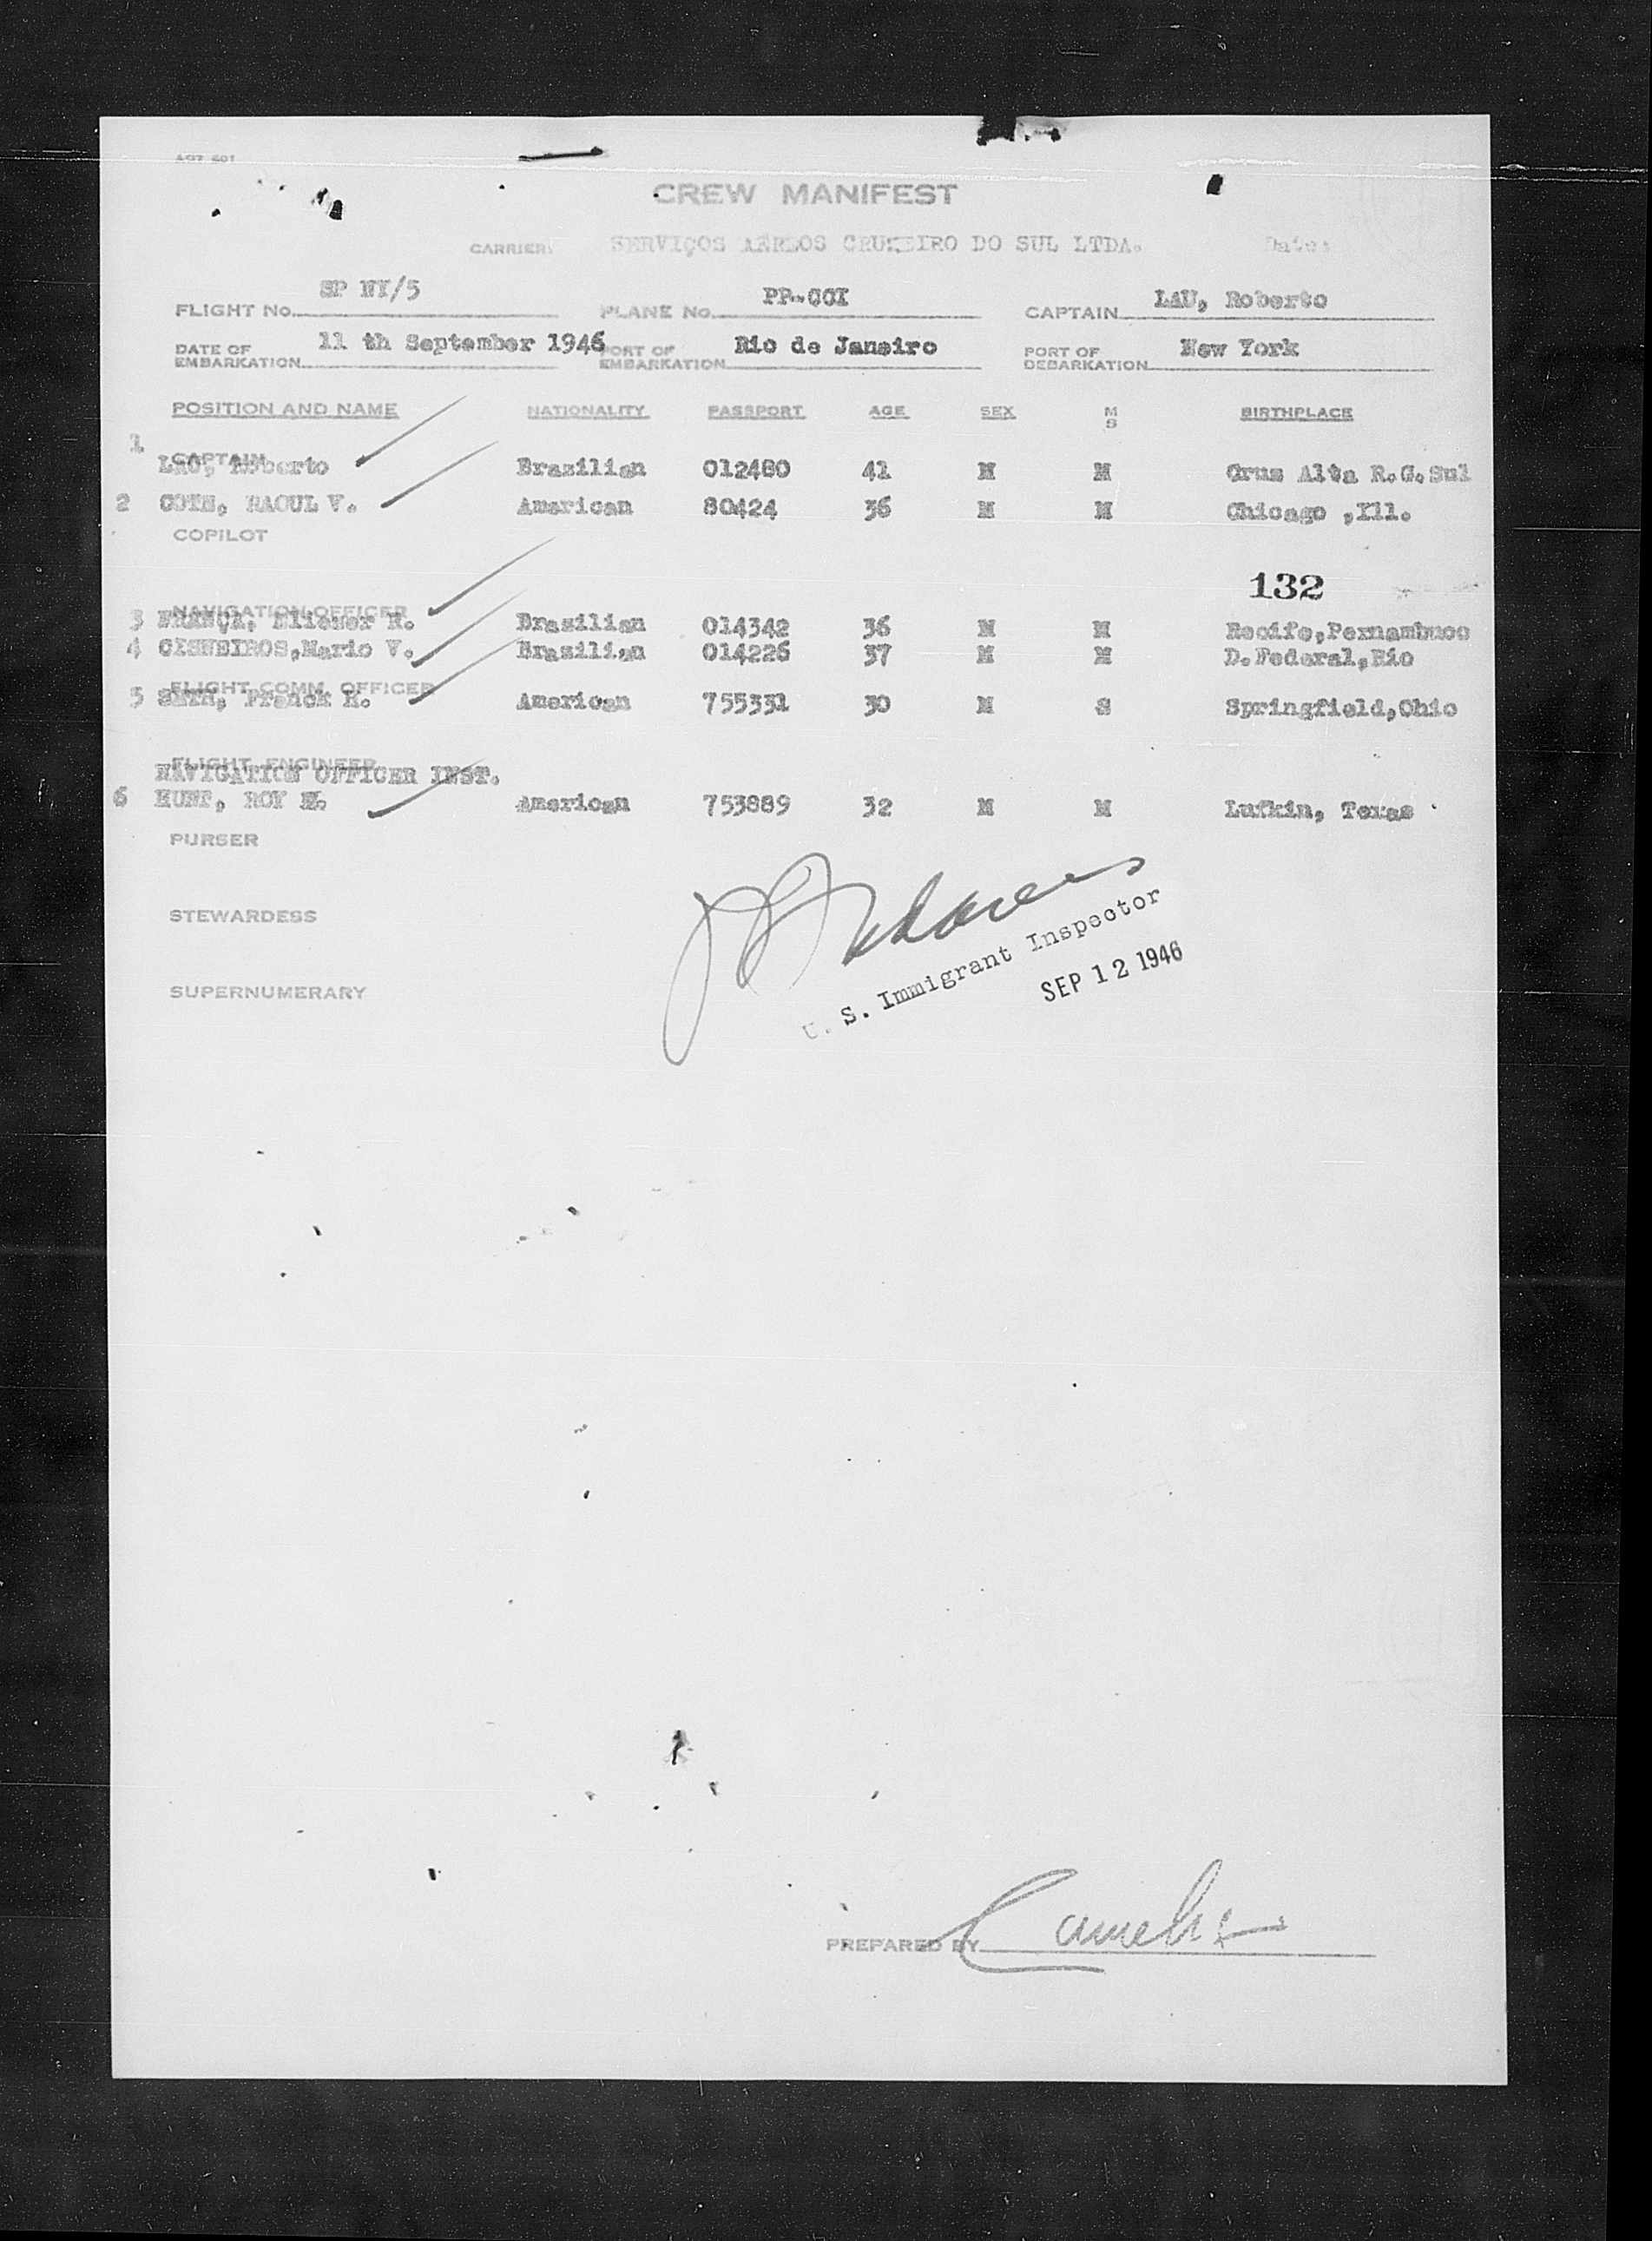 CREW MANIFEST
CARRIER: SERVIÇOS AÉREOS CRUZEIRO DO SUL LTDA. Date:
FLIGHT No. SP NY/5 PLANE No. PP-CCI CAPTAIN LAU, Roberto
DATE OF EMBARKATION 11 th September 1946 PORT OF EMBARKATION Rio de Janeiro PORT OF DEBARKATION New York
POSITION AND NAME NATIONALITY PASSPORT AGE SEX M S BIRTHPLACE
CAPTAIN
1 LAU, Roberto Brazilian 012480 41 M M Cruz Alta R.G.Sul
2 COTE, RAOUL V. American 80424 36 M M Chicago ,Ill.
COPILOT
132
NAVIGATION OFFICER
3 FRANÇA, Eliezer R. Brazilian 014342 36 M M Recife,Pernambuco
4 CISNEIROS,Mario V. Brazilian 014226 37 M M D.Federal,Rio
FLIGHT COMM. OFFICER
5 R. American 755331 30 M S Springfield,Ohio
FLIGHT ENGINEER
NAVIGATION OFFICER INST.
6 HUNT, ROY American 753889 32 M M Lufkin, Texas
PURSER
STEWARDESS
U. S. Immigrant Inspector
SEP 12 1946
SUPERNUMERARY
PREPARED BY